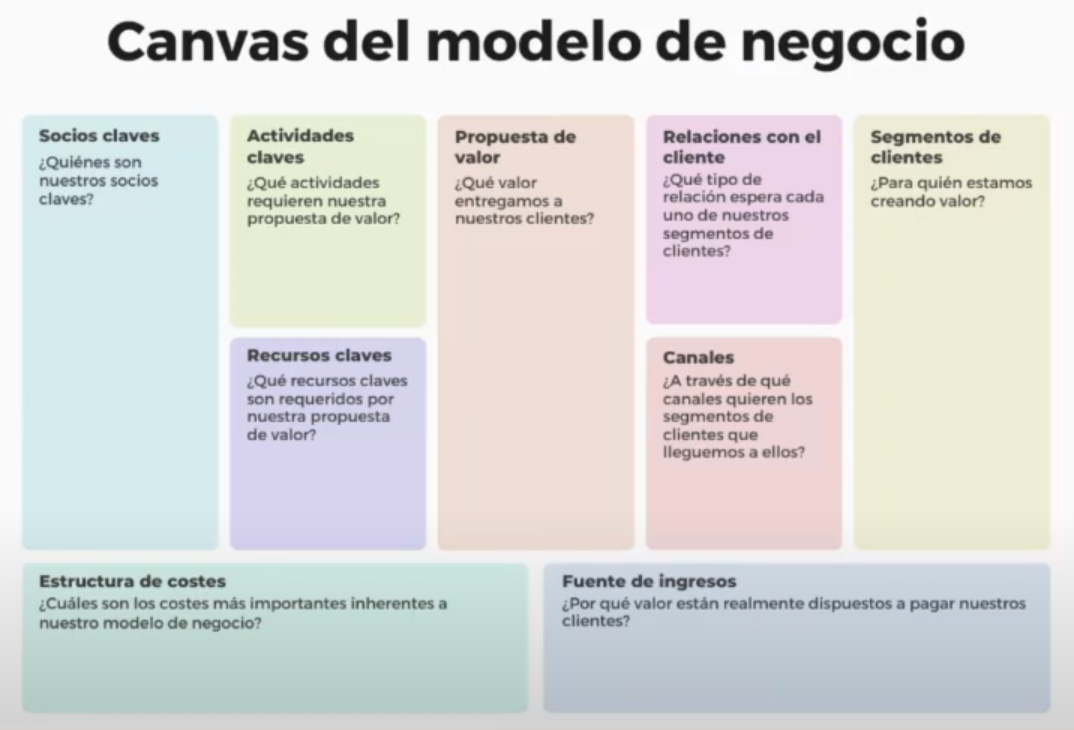 Canvas del modelo de negocio
Socios claves
¿Quiénes son
nuestros socios
claves?
Actividades
claves
¿Qué actividades
requieren nuestra
propuesta de valor?
Recursos claves
¿Qué recursos claves
son requeridos por
nuestra propuesta
de valor?
Propuesta de
valor
¿Qué valor
entregamos a
nuestros clientes?
Relaciones con el
cliente
¿Qué tipo de
relación espera cada
uno de nuestros
segmentos de
clientes?
Canales
¿A través de qué
canales quieren los
segmentos de
clientes que
lleguemos a ellos?
Segmentos de
clientes
¿Para quién estamos
creando valor?
Estructura de costes
¿Cuáles son los costes más importantes inherentes a
nuestro modelo de negocio?
Fuente de ingresos
¿Por qué valor están realmente dispuestos a pagar nuestros
clientes?